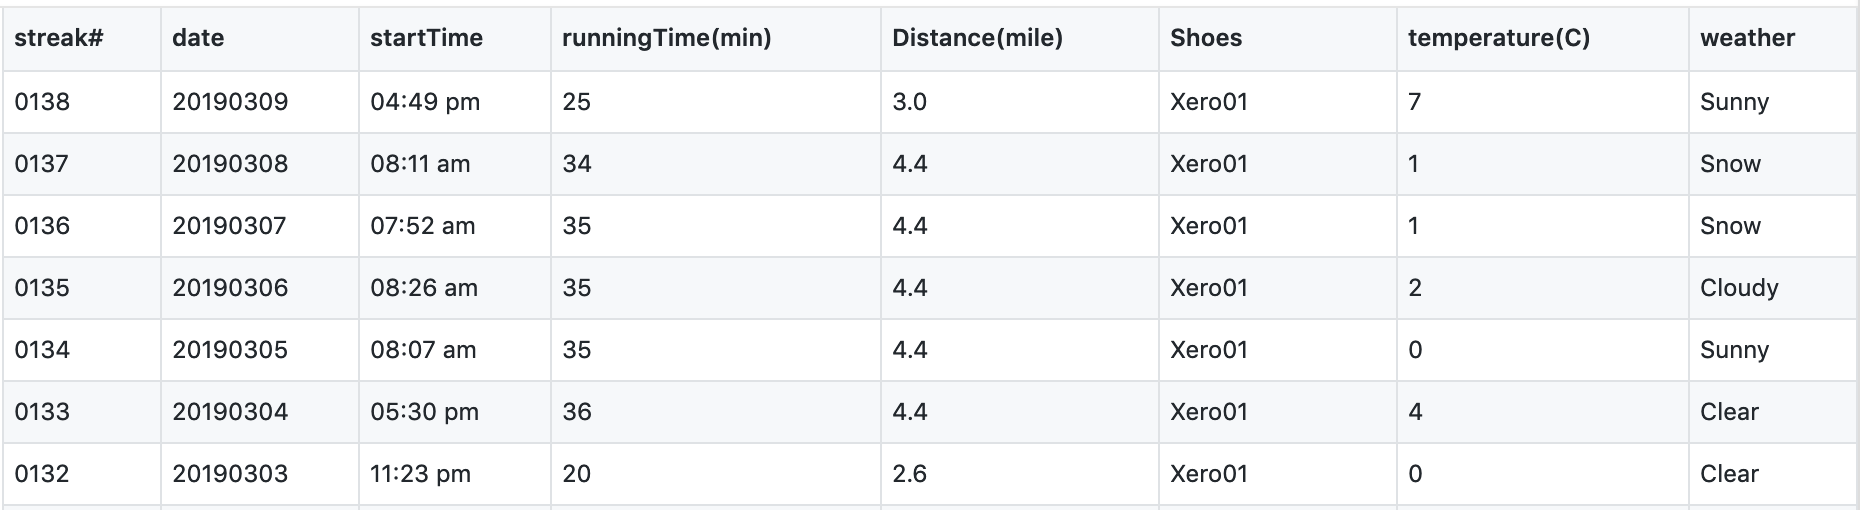 streak# date startTime runningTime(min) Distance(mile) Shoes temperature(C) weather
0138 20190309 04:49 pm 25 3.0 Xero01 7 Sunny
0137 20190308 08:11 am 34 4.4 Xero01 1 Snow
0136 20190307 07:52 am 35 4.4 Xero01 1 Snow
0135 20190306 08:26 am 35 4.4 Xero01 2 Cloudy
0134 20190305 08:07 am 35 4.4 Xero01 0 Sunny
0133 20190304 05:30 pm 36 4.4 Xero01 4 Clear
0132 20190303 11:23 pm 20 2.6 Xero01 0 Clear